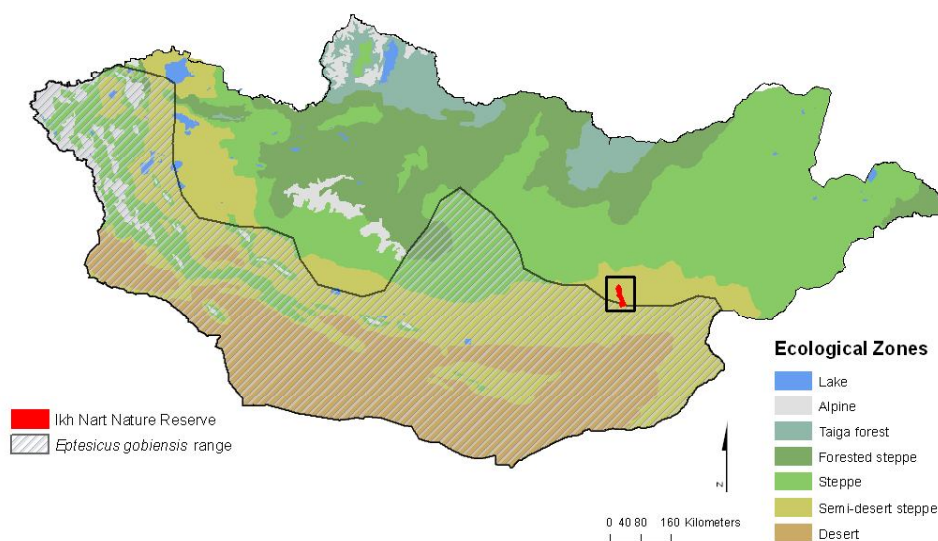 Ikh Nart Nature Reserve
Eptesicus gobiensis range
Ecological Zones
Lake
Alpine
Taiga forest
Forested steppe
Steppe
Semi-desert steppe
Desert
N
0 40 80 160 Kilometers